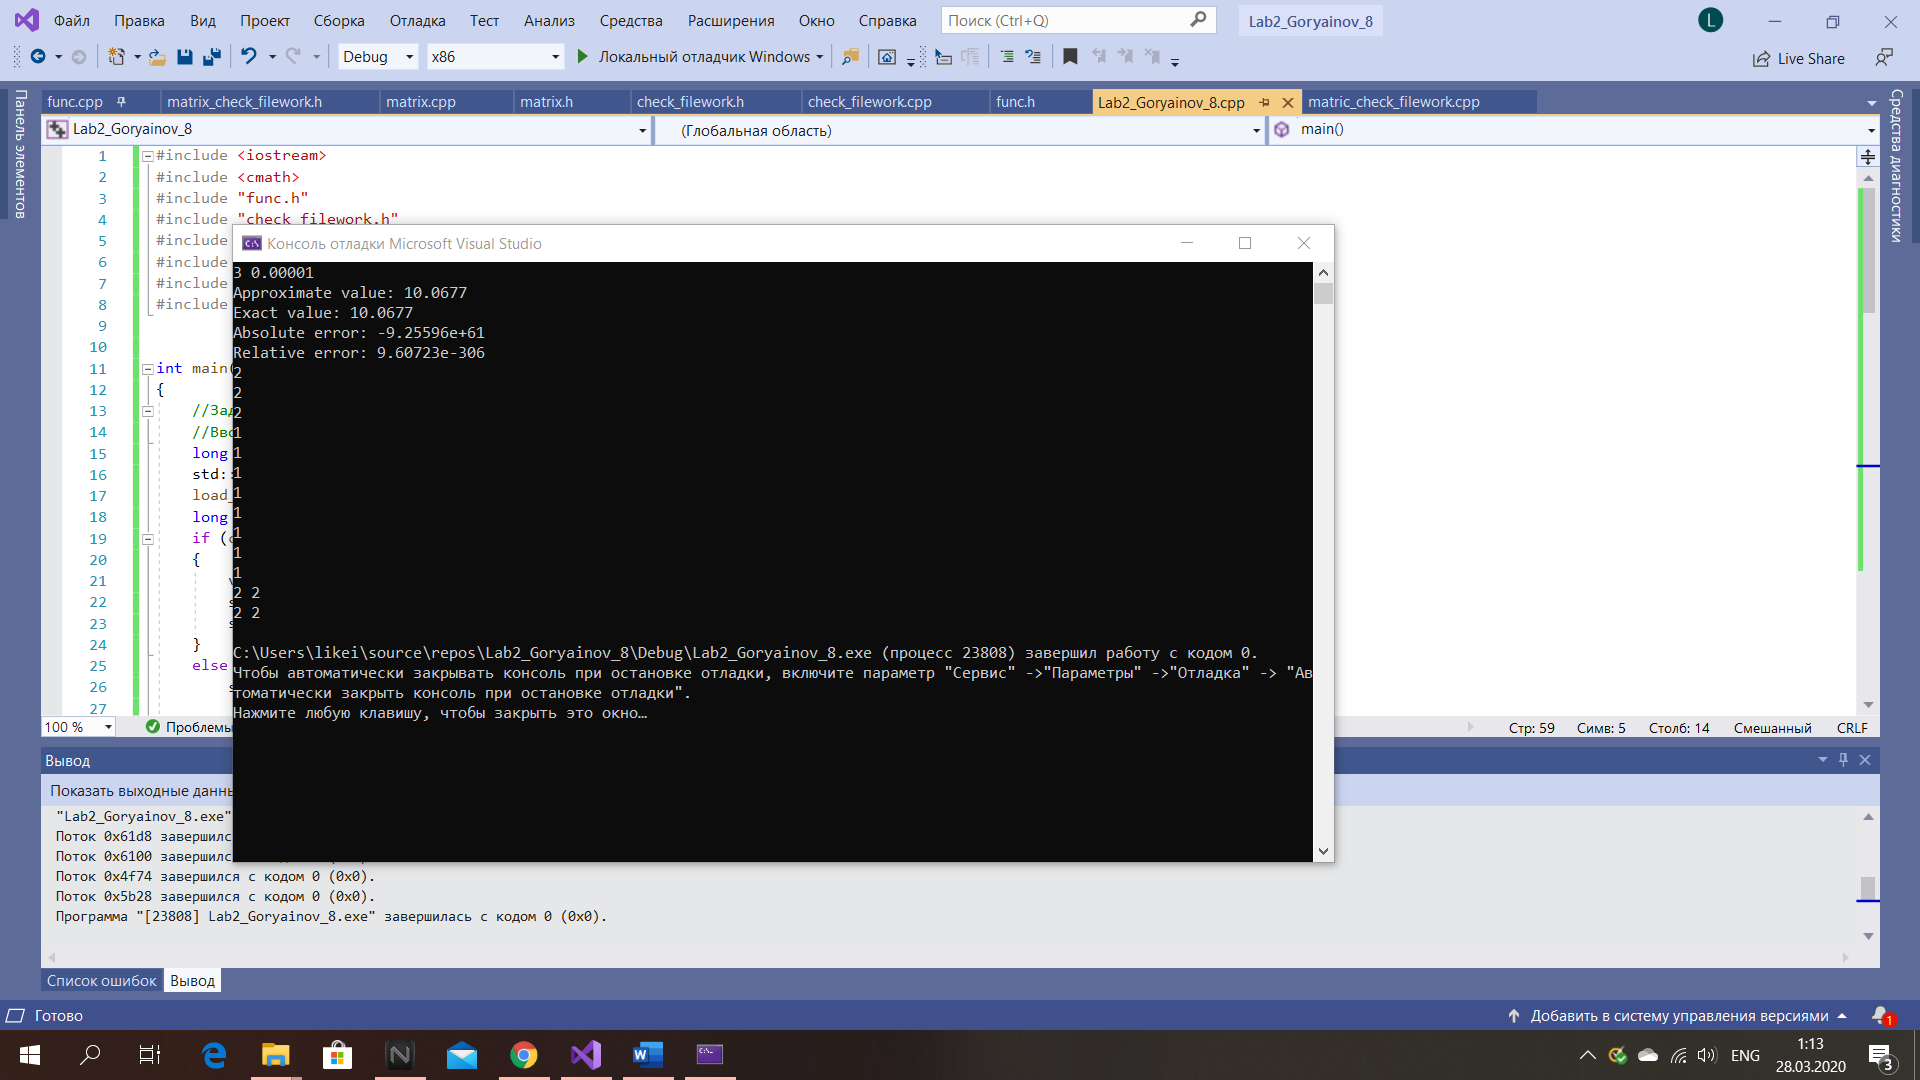 Файл Правка Вид Проект Сборка Отладка Тест Анализ Средства Расширения Окно Справка Поиск (Ctrl+Q) Lab2_Goryainov_8 L
Debug x86 Локальный отладчик Windows Live Share
func.cpp matrix_check_filework.h matrix.cpp matrix.h check_filework.h check_filework.cpp func.h Lab2_Goryainov_8.cpp matric_check_filework.cpp
Панель элементов
Средства диагностики
Lab2_Goryainov_8 (Глобальная область) main()
1 #include <iostream>
2 #include <cmath>
3 #include "func.h"
4 #include "check_filework.h"
5 #include
6 #include
7 #include
8 #include
9
10
11 int main(
12 {
13 //Зад
14 //Вво
15 long
16 std:
17 load_
18 long
19 if (
20 {
21
22
23
24 }
25 else
26
27
Консоль отладки Microsoft Visual Studio
3 0.00001
Approximate value: 10.0677
Exact value: 10.0677
Absolute error: -9.25596e+61
Relative error: 9.60723e-306
2
2
2
1
1
1
1
1
1
1
1
2 2
2 2
C:\Users\likei\source\repos\Lab2_Goryainov_8\Debug\Lab2_Goryainov_8.exe (процесс 23808) завершил работу с кодом 0.
Чтобы автоматически закрывать консоль при остановке отладки, включите параметр "Сервис" ->"Параметры" ->"Отладка" -> "Ав
томатически закрыть консоль при остановке отладки".
Нажмите любую клавишу, чтобы закрыть это окно…
100 % Проблемы Стр: 59 Симв: 5 Столб: 14 Смешанный CRLF
Вывод
Показать выходные данны
"Lab2_Goryainov_8.exe"
Поток 0x61d8 завершилс
Поток 0x6100 завершилс
Поток 0x4f74 завершился с кодом 0 (0x0).
Поток 0x5b28 завершился с кодом 0 (0x0).
Программа "[23808] Lab2_Goryainov_8.exe" завершилась с кодом 0 (0x0).
Список ошибок Вывод
Готово Добавить в систему управления версиями 1
ENG 1:13
28.03.2020 3